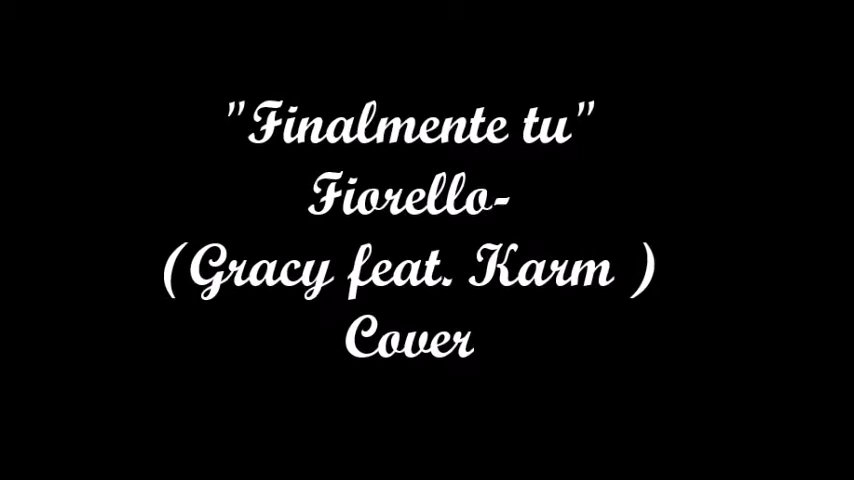 "Finalmente tu"
Fiorello-
(Gracy feat. Karm )
Cover